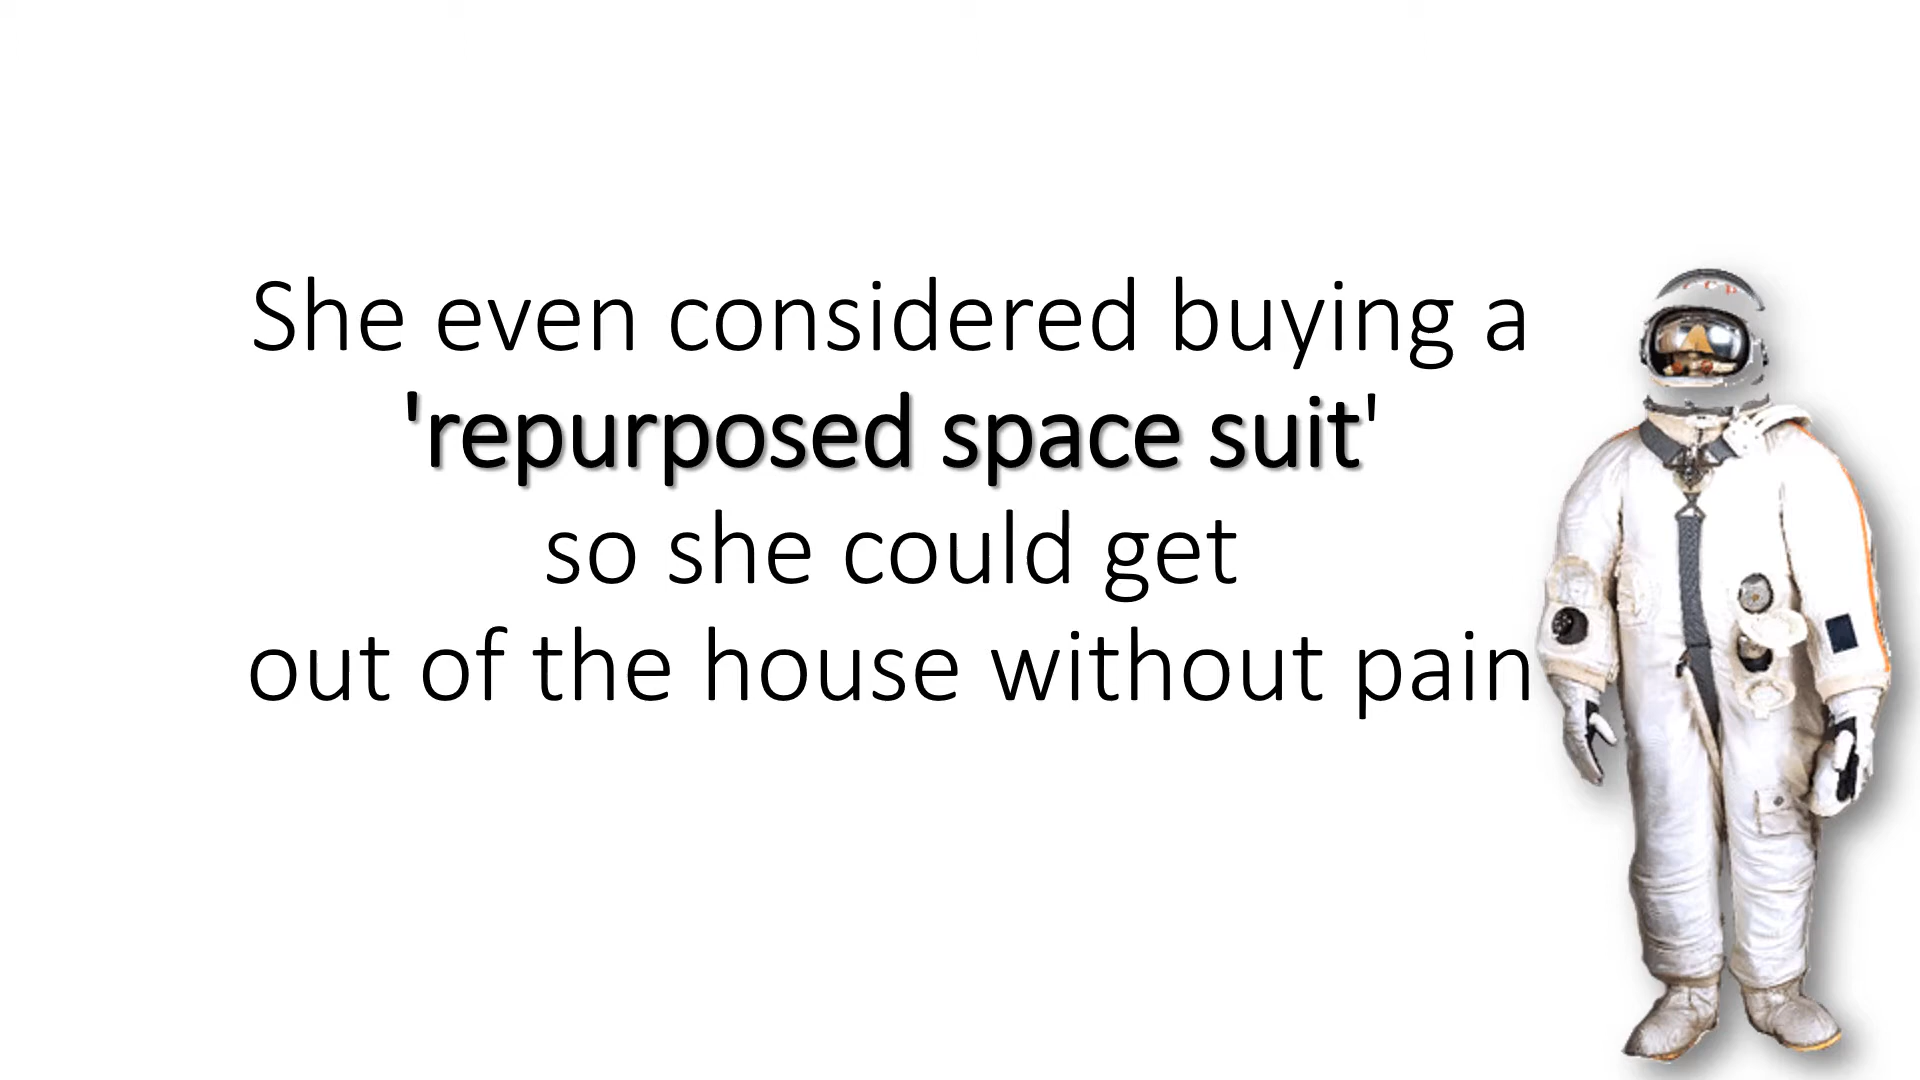 She even considered buying a
'repurposed space suit'
so she could get
out of the house without pain